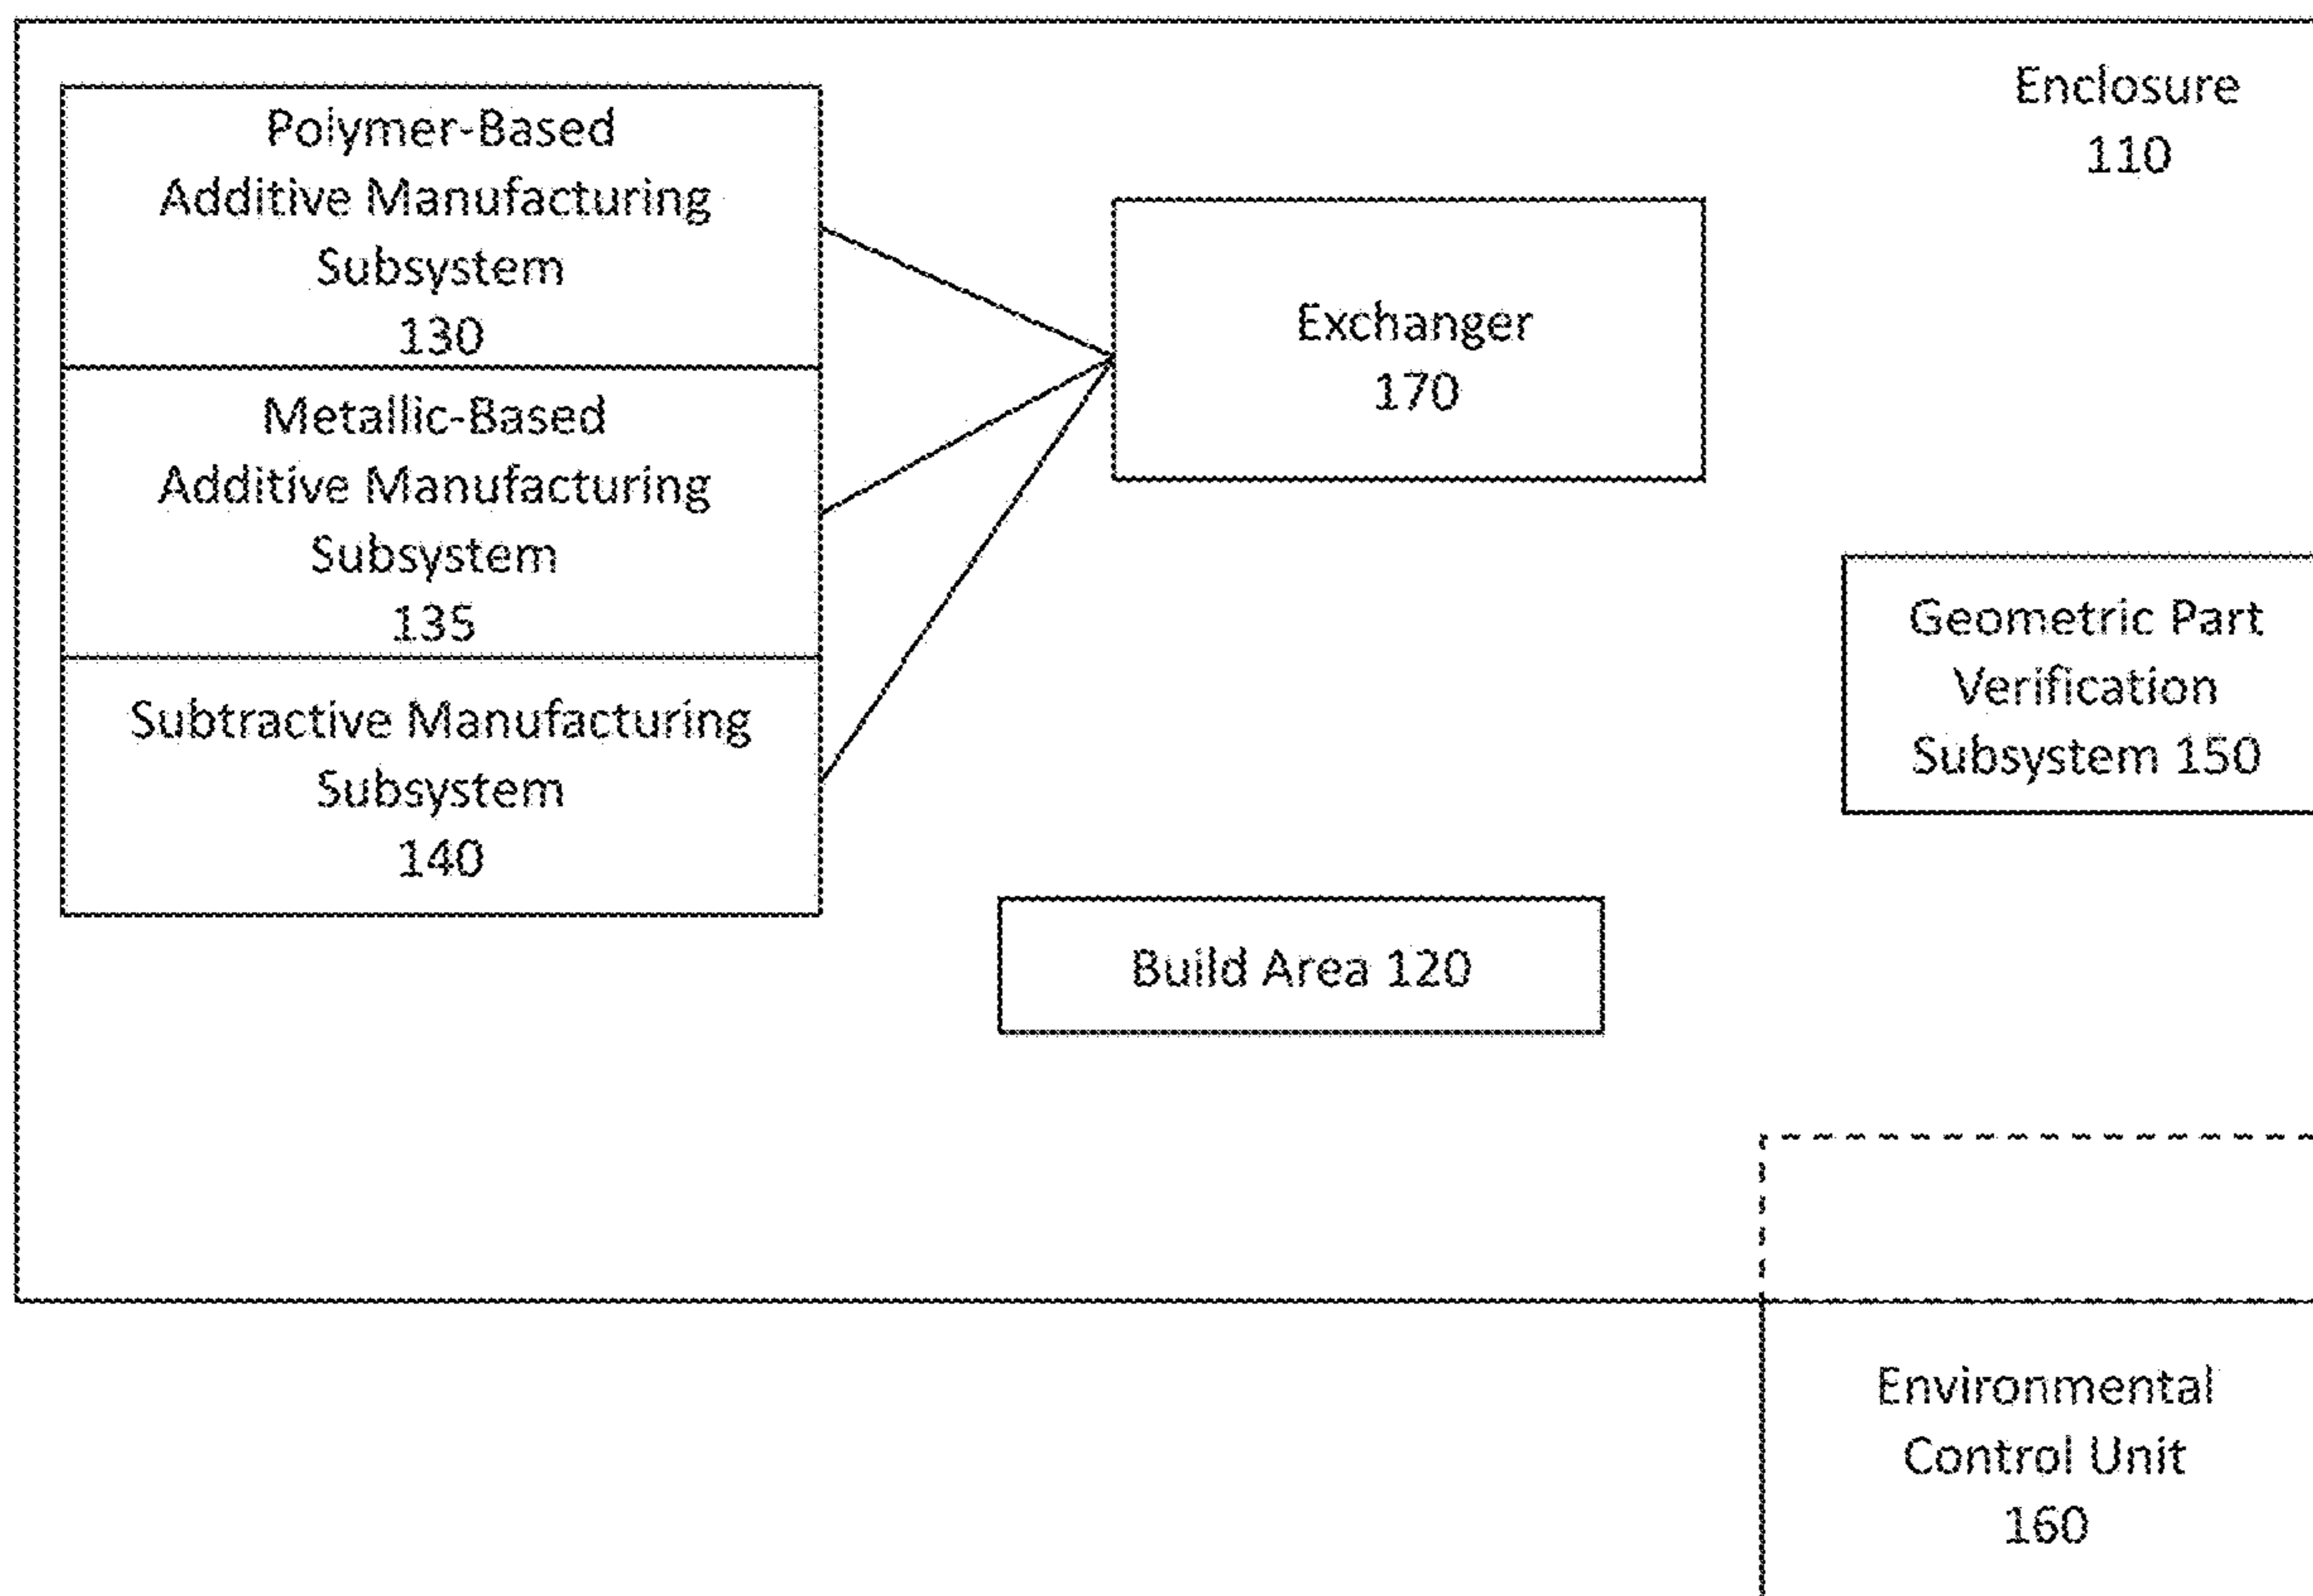 Enclosure
110
Polymer-Based
Additive Manufacturing
Subsystem
130
Metallic-Based
Additive Manufacturing
Subsystem
135
Subtractive Manufacturing
Subsystem
140
Exchanger
170
Geometric Part
Verification
Subsystem 150
Build Area 120
Environmental
Control Unit
160